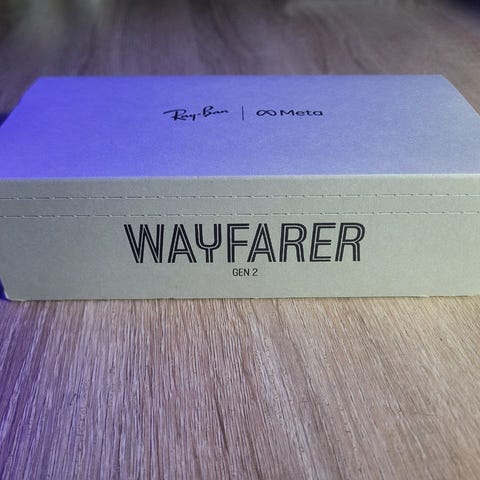 Ray-Ban | Meta
WAYFARER
GEN 2